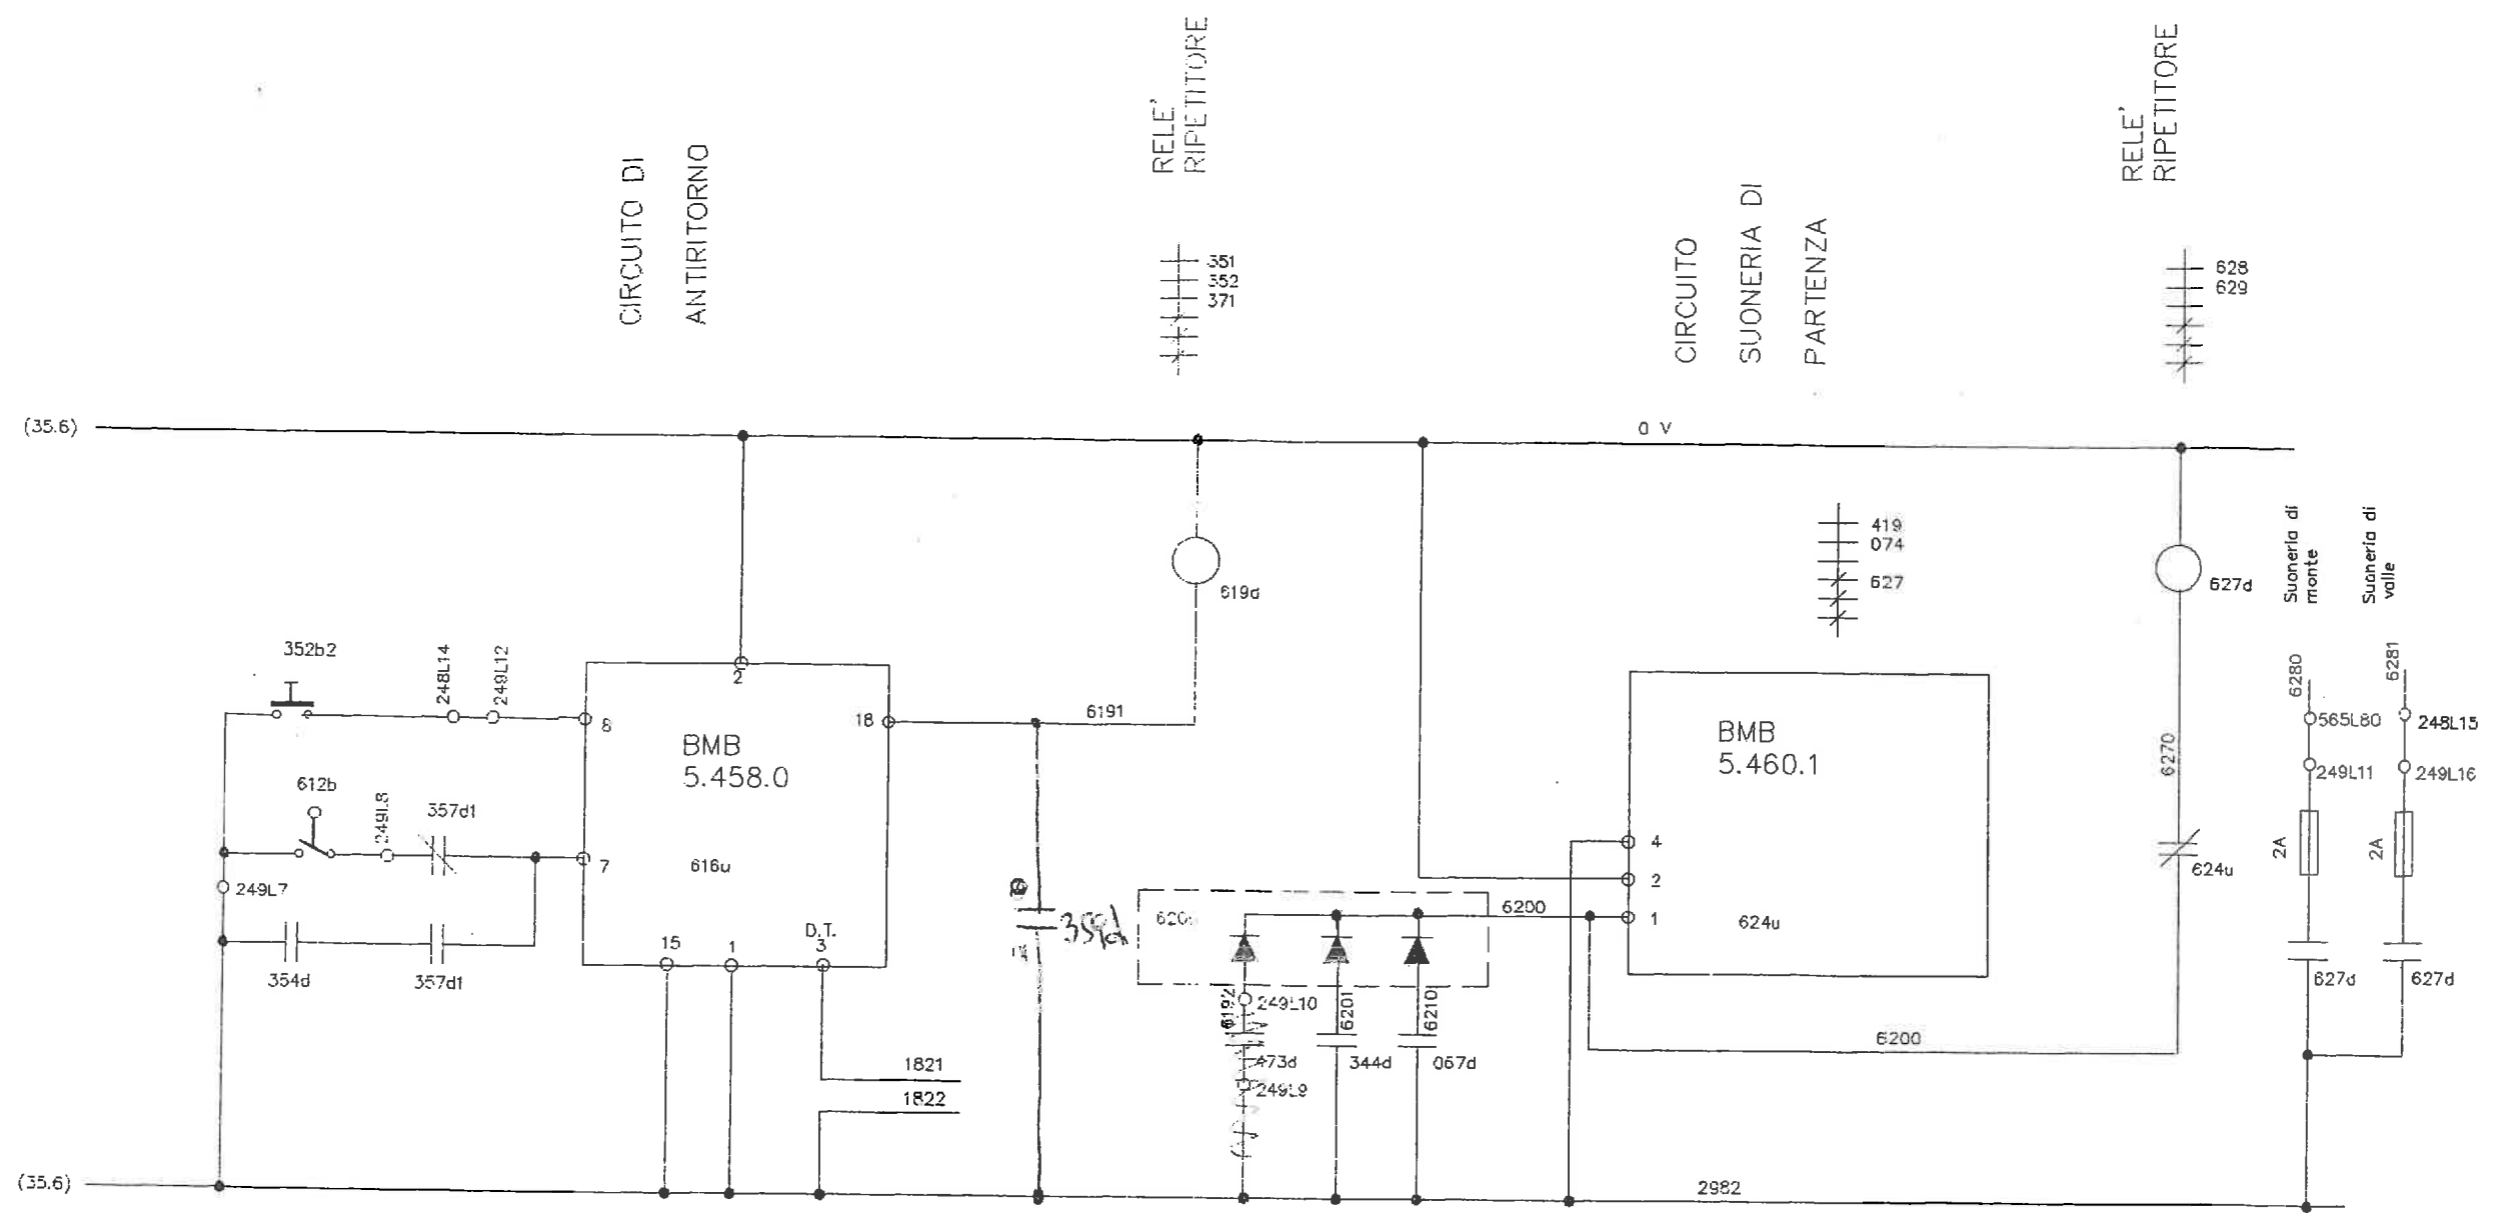 CIRCUITO DI
ANTIRITORNO
RELE'
RIPETITORE
CIRCUITO
SUONERIA DI
PARTENZA
RELE'
RIPETITORE
351
352
371
628
629
(35.6)
0 V
419
074
627
619d
627d
Suoneria di
monte
Suoneria di
valle
352b2
248L14
249L12
2
8
18
6191
BMB
5.458.0
BMB
5.460.1
6280
6281
565L80
248L15
249L11
249L16
6270
612b
249L8
357d1
7
616u
4
2
1
624u
624u
2A
2A
249L7
359d
6200
354d
357d1
15
1
D.T.
3
627d
627d
6192
249L10
6201
6210
473d
344d
067d
249L9
6200
1821
1822
(35.6)
2982